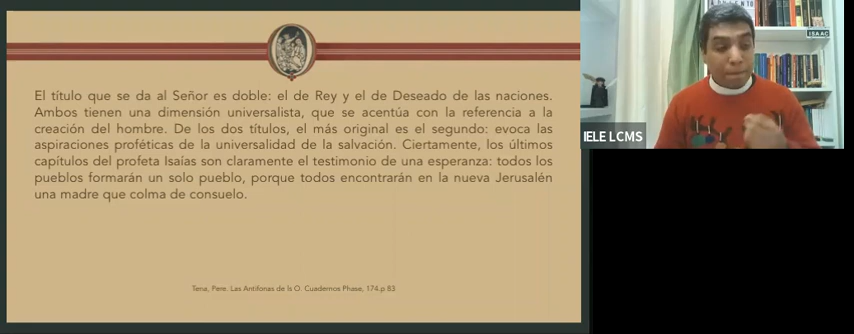 El título que se da al Señor es doble: el de Rey y el de Deseado de las naciones.
Ambos tienen una dimensión universalista, que se acentúa con la referencia a la
creación del hombre. De los dos títulos, el más original es el segundo: evoca las
aspiraciones proféticas de la universalidad de la salvación. Ciertamente, los últimos
capítulos del profeta Isaías son claramente el testimonio de una esperanza: todos los
pueblos formarán un solo pueblo, porque todos encontrarán en la nueva Jerusalén
una madre que colma de consuelo.
Tena, Pere. Las Antífonas de ls O. Cuadernos Phase, 174.p 83
ISAAC
IELE LCMS